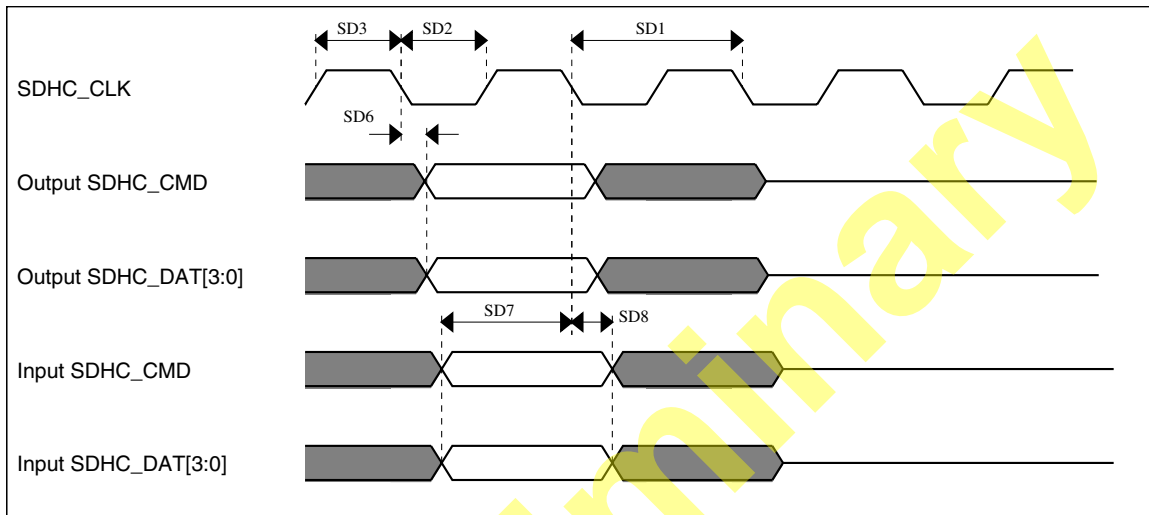 SD3
SD2
SD1
SDHC_CLK
SD6
Output SDHC_CMD
Output SDHC_DAT[3:0]
SD7
SD8
Input SDHC_CMD
Input SDHC_DAT[3:0]
minary